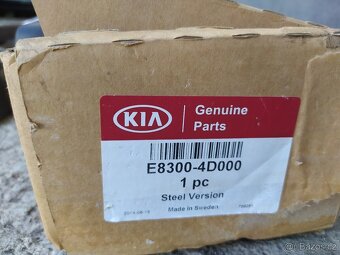 KIA
Genuine
Parts
E8300-4D000
1 pc
Steel Version
Made in Sweden